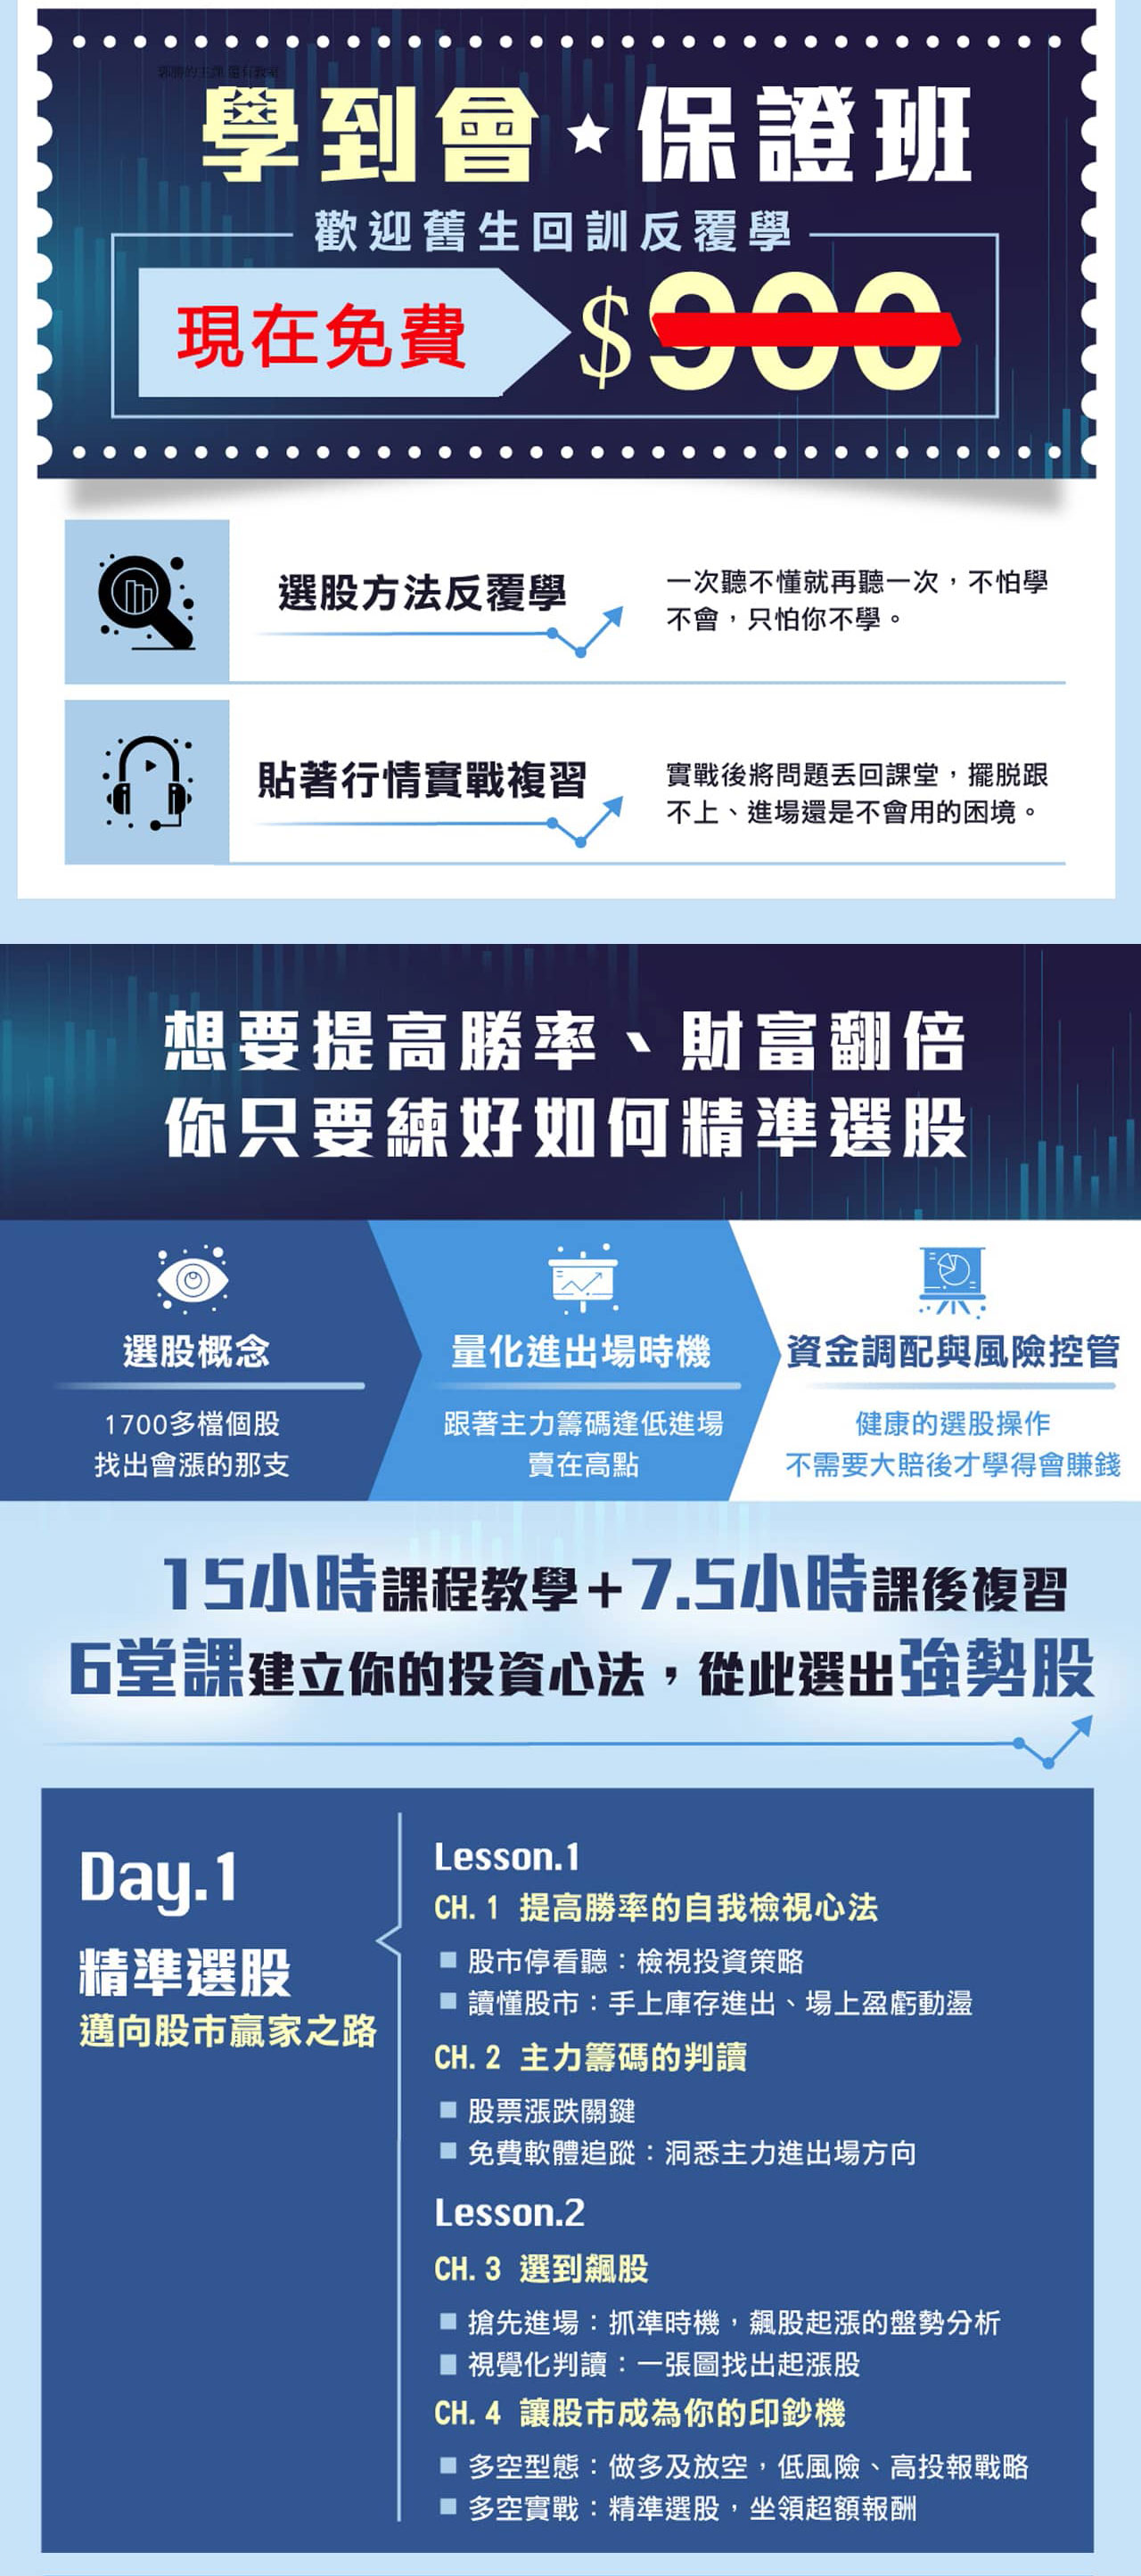 學到會★保證班
歡迎舊生回訓反覆學
現在免費 $900
選股方法反覆學
一次聽不懂就再聽一次，不怕學
不會，只怕你不學。
貼著行情實戰複習
實戰後將問題丟回課堂，擺脱跟
不上、進場還是不會用的困境。
想要提高勝率、財富翻倍
你只要練好如何精準選股
選股概念
1700多檔個股
找出會漲的那支
量化進出場時機
跟著主力籌碼逢低進場
賣在高點
資金調配與風險控管
健康的選股操作
不需要大賠後才學得會賺錢
15小時課程教學＋7.5小時課後複習
6堂課建立你的投資心法，從此選出強勢股
Day.1
精準選股
邁向股市贏家之路
Lesson.1
CH. 1 提高勝率的自我檢視心法
■ 股市停看聽：檢視投資策略
■ 讀懂股市：手上庫存進出、場上盈虧動盪
CH. 2 主力籌碼的判讀
■ 股票漲跌關鍵
■ 免費軟體追蹤：洞悉主力進出場方向
Lesson.2
CH. 3 選到飆股
■ 搶先進場：抓準時機，飆股起漲的盤勢分析
■ 視覺化判讀：一張圖找出起漲股
CH. 4 讓股市成為你的印鈔機
■ 多空型態：做多及放空，低風險、高投報戰略
■ 多空實戰：精準選股，坐領超額報酬